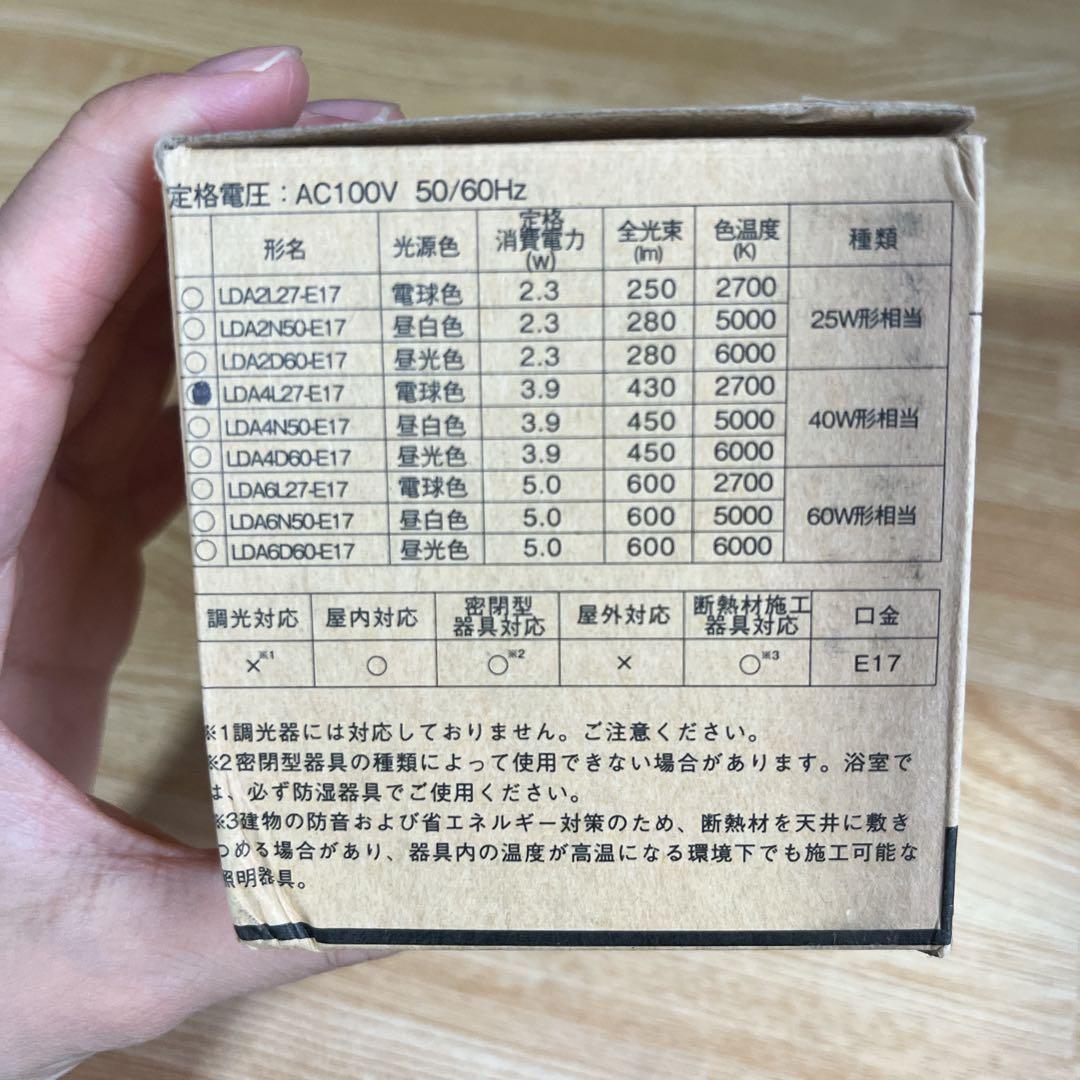 定格電圧：AC100V 50/60Hz
形名 光源色 定格消費電力(w) 全光束(lm) 色温度(K) 種類
○ LDA2L27-E17 電球色 2.3 250 2700 25W形相当
○ LDA2N50-E17 昼白色 2.3 280 5000
○ LDA2D60-E17 昼光色 2.3 280 6000
● LDA4L27-E17 電球色 3.9 430 2700 40W形相当
○ LDA4N50-E17 昼白色 3.9 450 5000
○ LDA4D60-E17 昼光色 3.9 450 6000
○ LDA6L27-E17 電球色 5.0 600 2700 60W形相当
○ LDA6N50-E17 昼白色 5.0 600 5000
○ LDA6D60-E17 昼光色 5.0 600 6000
調光対応 屋内対応 密閉型器具対応 屋外対応 断熱材施工器具対応 口金
×※1 ○ ○※2 × ○※3 E17
※1調光器には対応しておりません。ご注意ください。
※2密閉型器具の種類によって使用できない場合があります。浴室で
は、必ず防湿器具でご使用ください。
※3建物の防音および省エネルギー対策のため、断熱材を天井に敷き
つめる場合があり、器具内の温度が高温になる環境下でも施工可能な
照明器具。